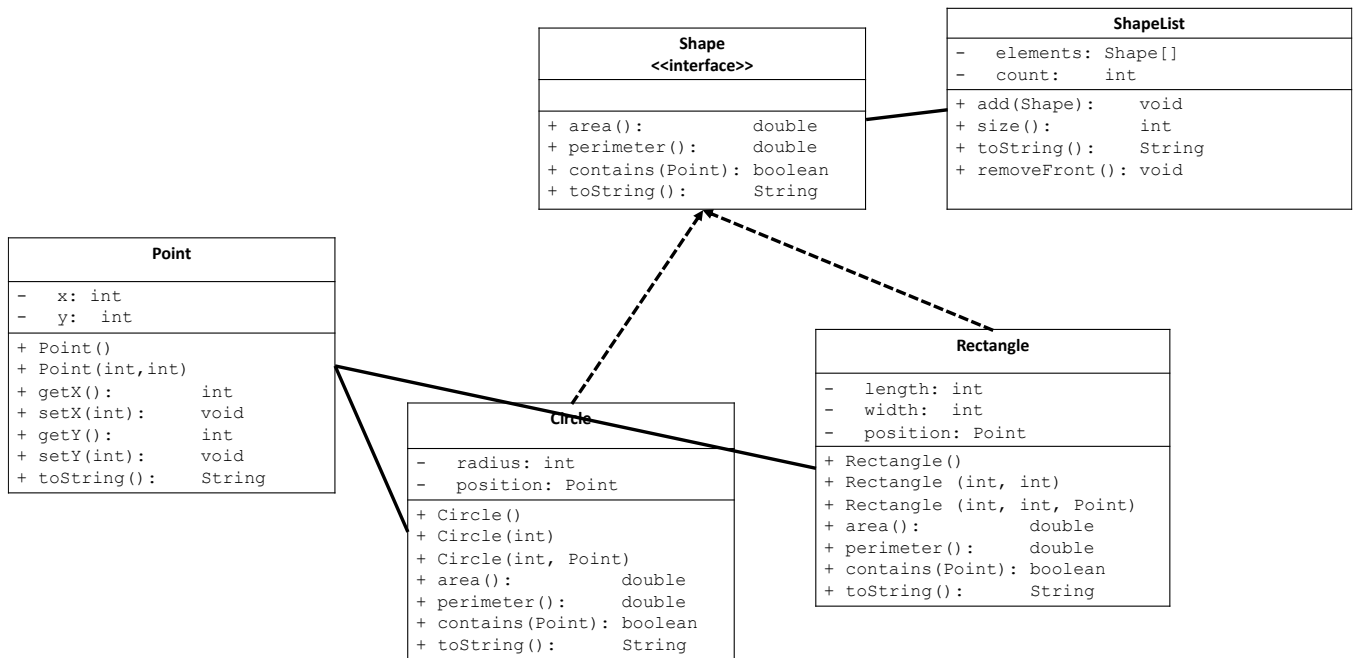 Shape
<<interface>>
+ area(): double
+ perimeter(): double
+ contains(Point): boolean
+ toString(): String
ShapeList
- elements: Shape[]
- count: int
+ add(Shape): void
+ size(): int
+ toString(): String
+ removeFront(): void
Point
- x: int
- y: int
+ Point()
+ Point(int,int)
+ getX(): int
+ setX(int): void
+ getY(): int
+ setY(int): void
+ toString(): String
Circle
- radius: int
- position: Point
+ Circle()
+ Circle(int)
+ Circle(int, Point)
+ area(): double
+ perimeter(): double
+ contains(Point): boolean
+ toString(): String
Rectangle
- length: int
- width: int
- position: Point
+ Rectangle()
+ Rectangle (int, int)
+ Rectangle (int, int, Point)
+ area(): double
+ perimeter(): double
+ contains(Point): boolean
+ toString(): String